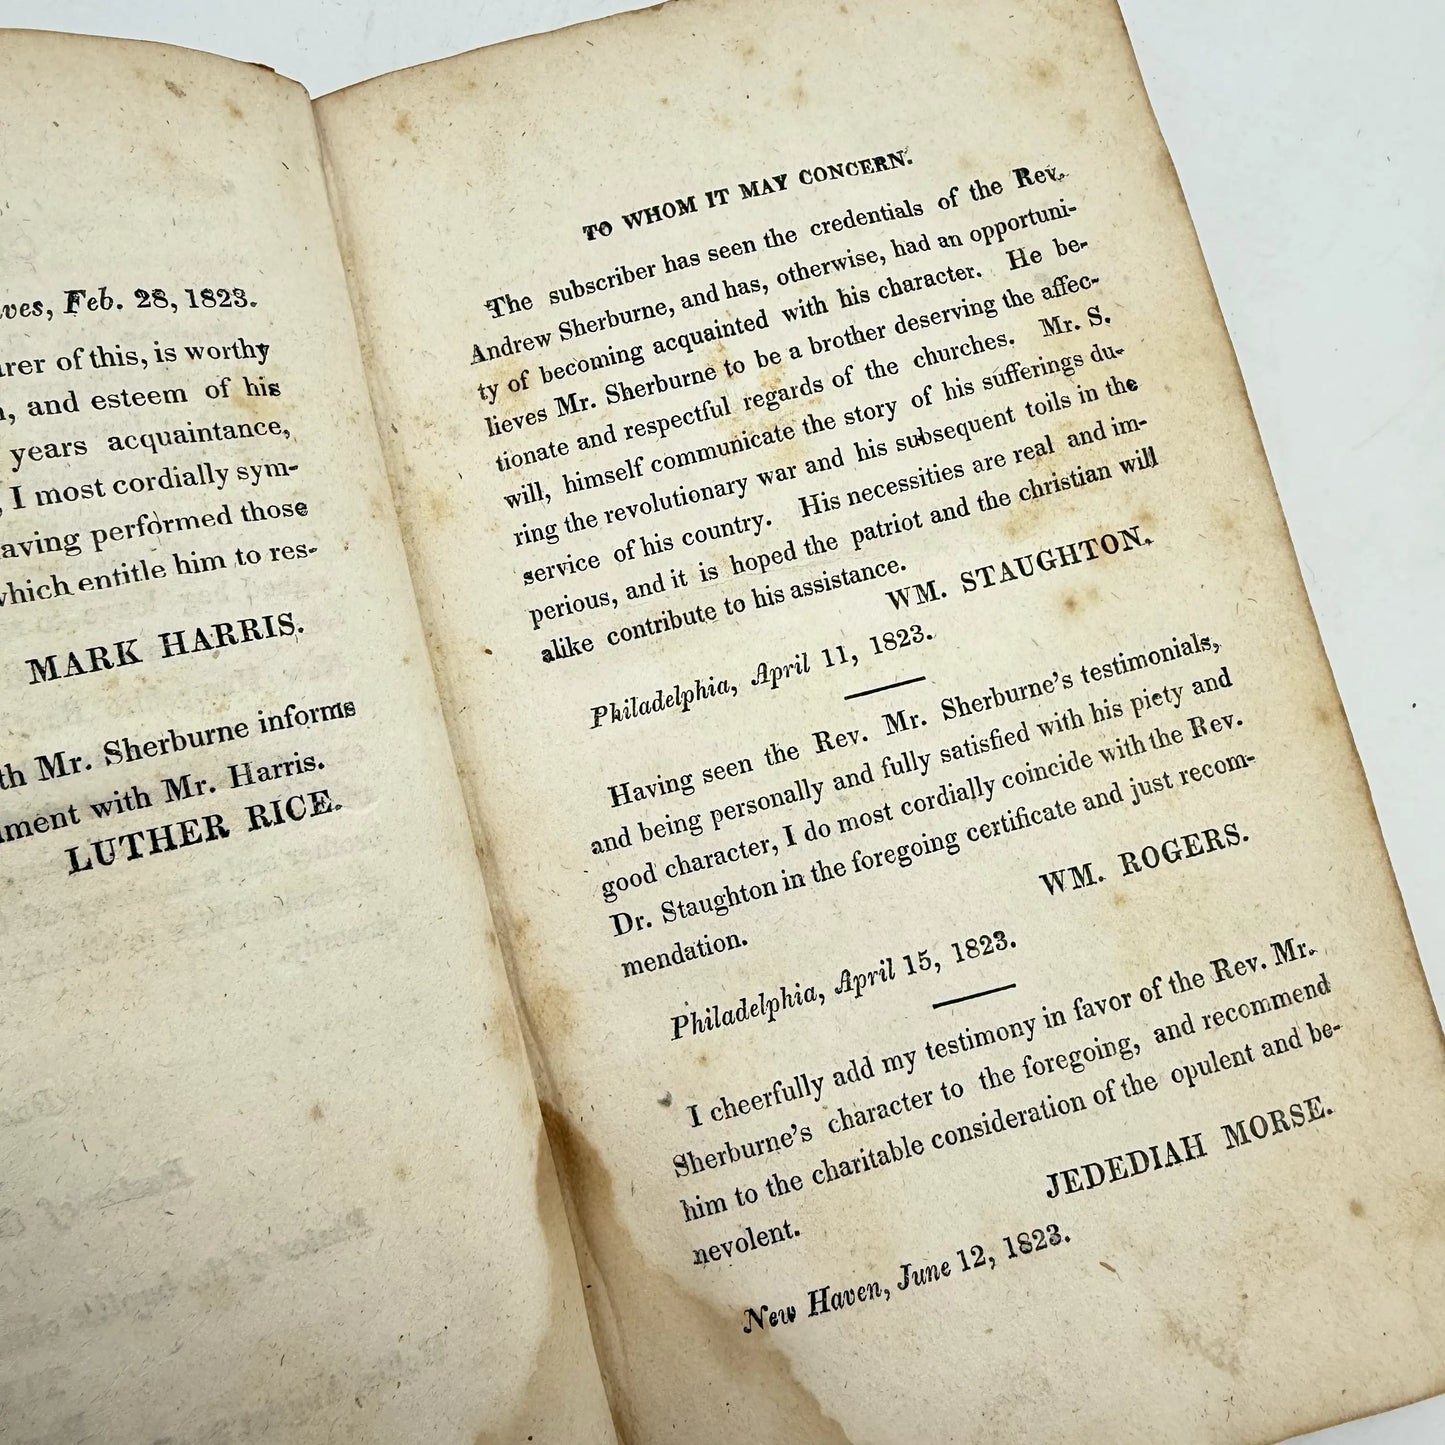 Feb. 28, 1823.
of this, is worthy
and esteem of his
years acquaintance,
I most cordially sym-
having performed those
which entitle him to res-
MARK HARRIS.
Mr. Sherburne informs
with Mr. Harris.
LUTHER RICE.
TO WHOM IT MAY CONCERN.
The subscriber has seen the credentials of the Rev.
Andrew Sherburne, and has, otherwise, had an opportuni-
ty of becoming acquainted with his character. He be-
lieves Mr. Sherburne to be a brother deserving the affec-
tionate and respectful regards of the churches. Mr. S.
will, himself communicate the story of his sufferings du-
ring the revolutionary war and his subsequent toils in the
service of his country. His necessities are real and im-
perious, and it is hoped the patriot and the christian will
alike contribute to his assistance.
WM. STAUGHTON.
Philadelphia, April 11, 1823.
Having seen the Rev. Mr. Sherburne's testimonials,
and being personally and fully satisfied with his piety and
good character, I do most cordially coincide with the Rev.
Dr. Staughton in the foregoing certificate and just recom-
mendation.
WM. ROGERS.
Philadelphia, April 15, 1823.
I cheerfully add my testimony in favor of the Rev. Mr.
Sherburne's character to the foregoing, and recommend
him to the charitable consideration of the opulent and be-
nevolent.
JEDEDIAH MORSE.
New Haven, June 12, 1823.